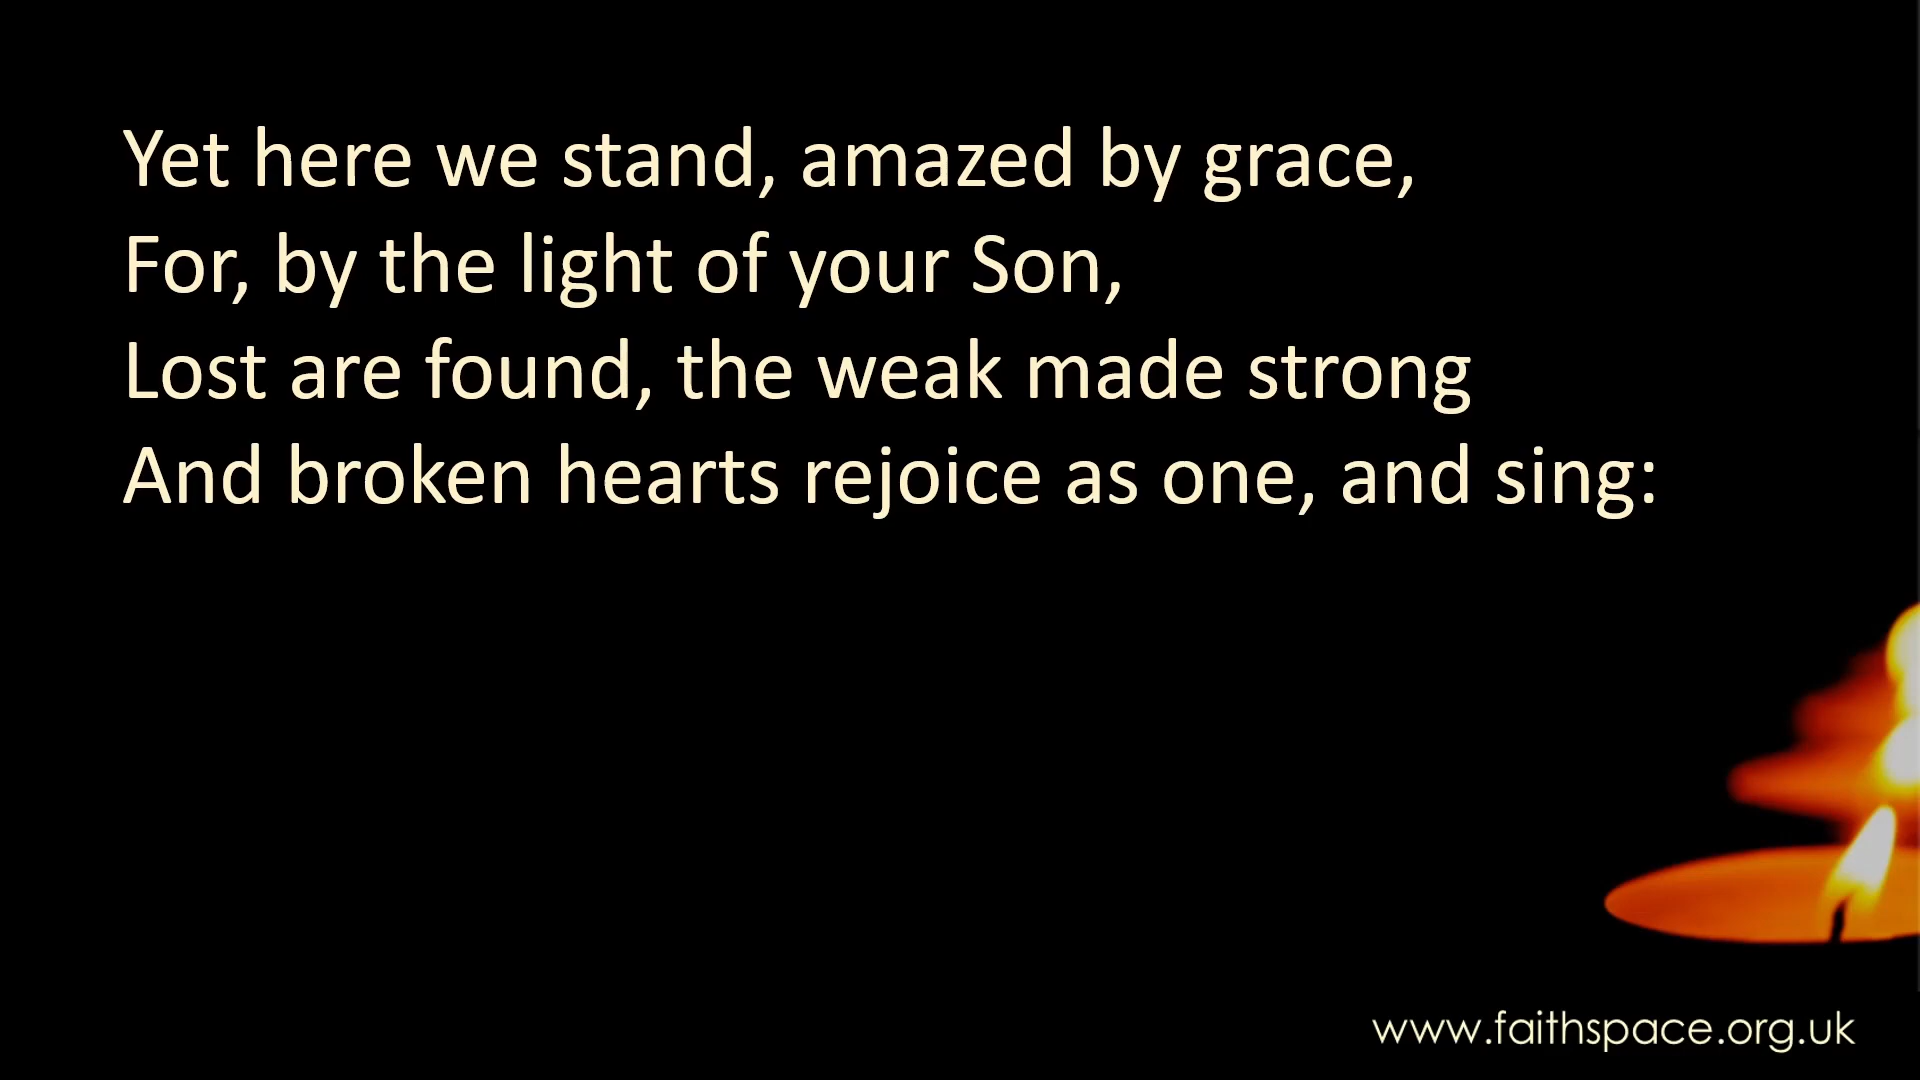 Yet here we stand, amazed by grace,
For, by the light of your Son,
Lost are found, the weak made strong
And broken hearts rejoice as one, and sing:
www.faithspace.org.uk